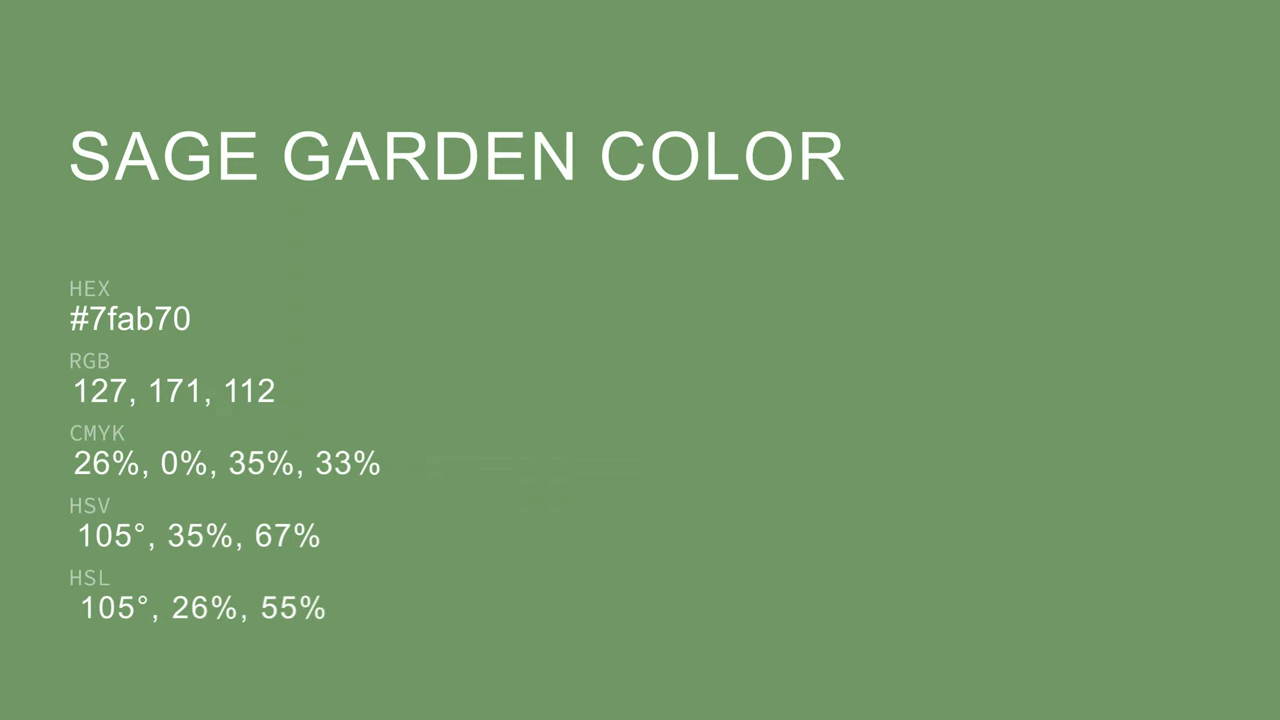 SAGE GARDEN COLOR
HEX
#7fab70
RGB
127, 171, 112
CMYK
26%, 0%, 35%, 33%
HSV
105°, 35%, 67%
HSL
105°, 26%, 55%